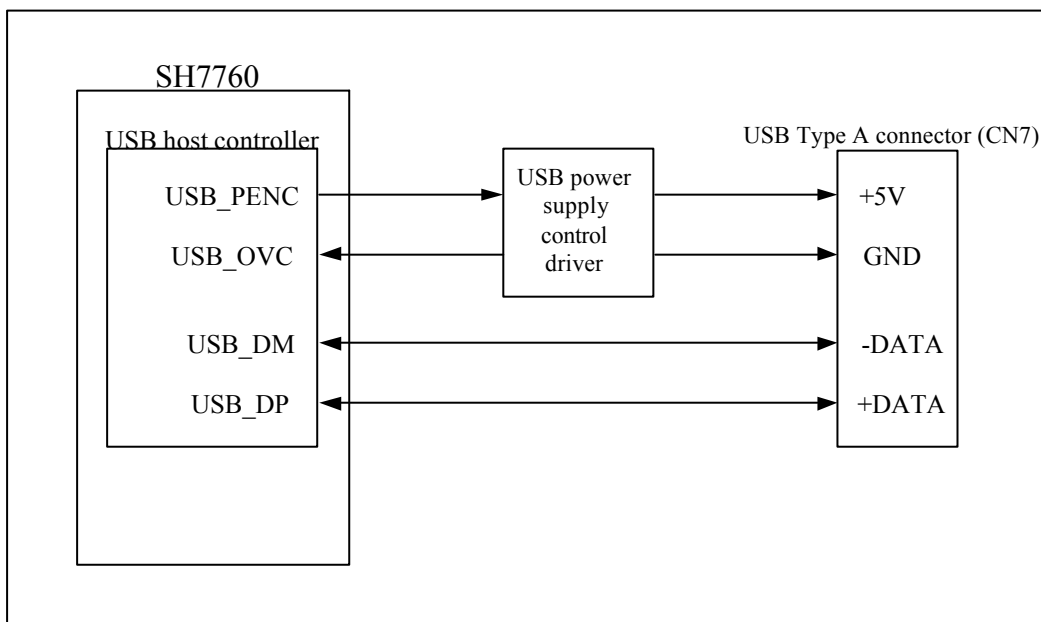 SH7760
USB host controller
USB Type A connector (CN7)
USB_PENC
USB_OVC
USB_DM
USB_DP
USB power
supply
control
driver
+5V
GND
-DATA
+DATA